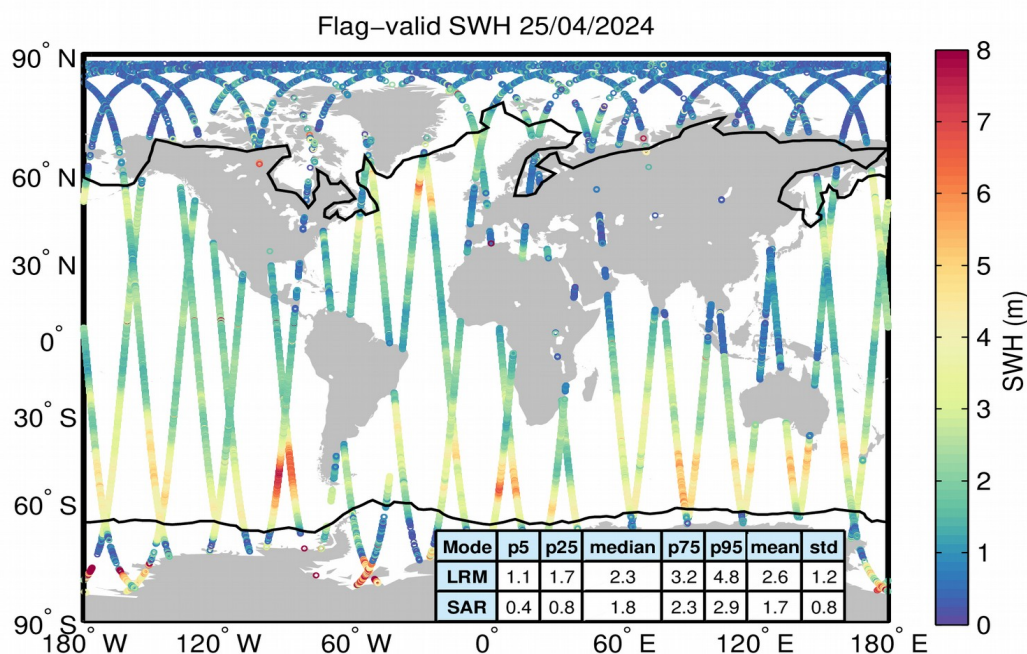 Flag−valid SWH 25/04/2024
90° N
60° N
30° N
0°
30° S
60° S
90° S
180° W
120° W
60° W
0°
60° E
120° E
180° E
Mode p5 p25 median p75 p95 mean std
LRM 1.1 1.7 2.3 3.2 4.8 2.6 1.2
SAR 0.4 0.8 1.8 2.3 2.9 1.7 0.8
8
7
6
5
4
3
2
1
0
SWH (m)